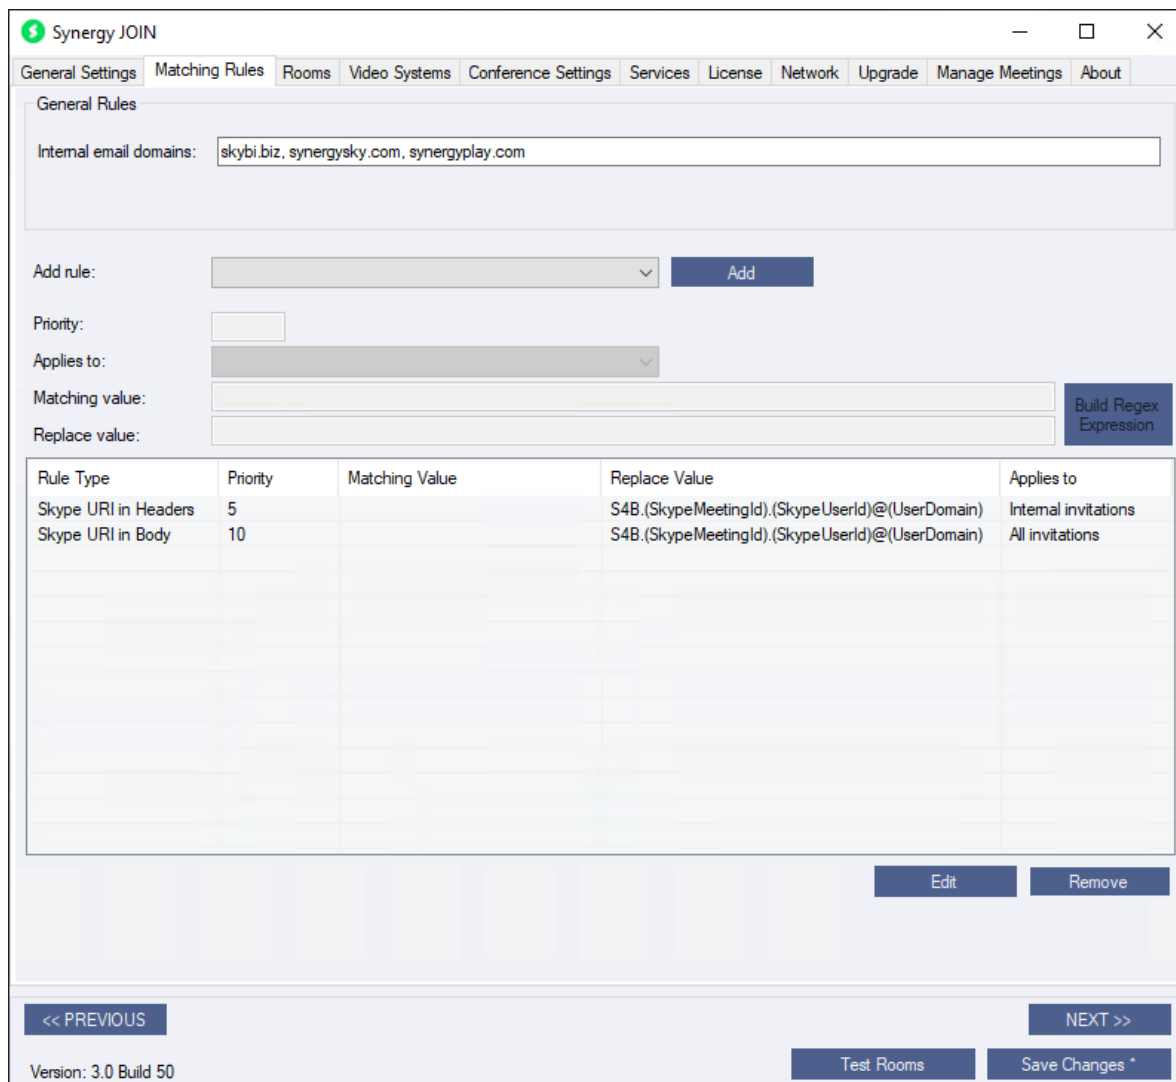 Synergy JOIN
General Settings Matching Rules Rooms Video Systems Conference Settings Services License Network Upgrade Manage Meetings About
General Rules
Internal email domains: skybi.biz, synergysky.com, synergyplay.com
Add rule: Add
Priority:
Applies to:
Matching value:
Build Regex
Expression
Replace value:
Rule Type Priority Matching Value Replace Value Applies to
Skype URI in Headers 5 S4B.(SkypeMeetingId).(SkypeUserId)@(UserDomain) Internal invitations
Skype URI in Body 10 S4B.(SkypeMeetingId).(SkypeUserId)@(UserDomain) All invitations
Edit Remove
<< PREVIOUS NEXT >>
Version: 3.0 Build 50 Test Rooms Save Changes *